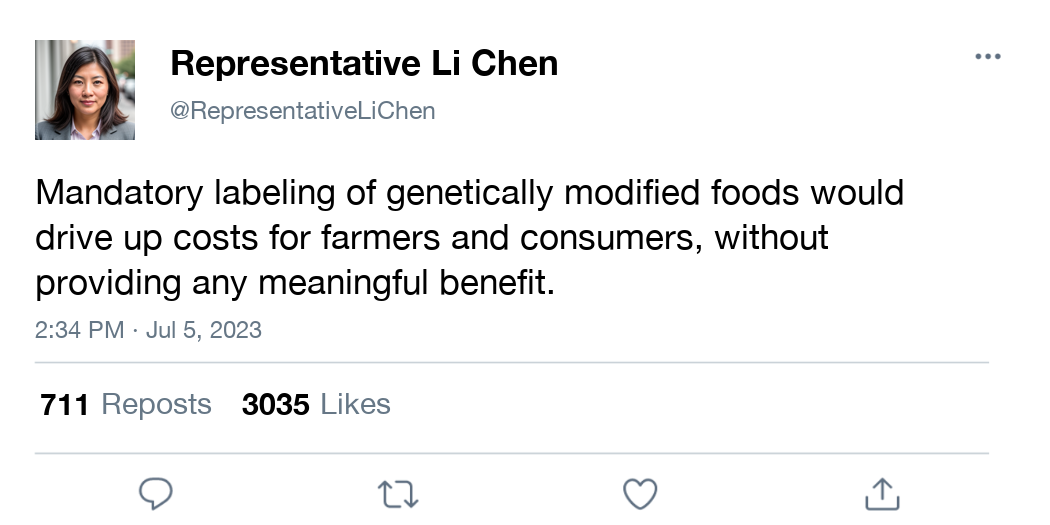 Representative Li Chen
@RepresentativeLiChen
Mandatory labeling of genetically modified foods would
drive up costs for farmers and consumers, without
providing any meaningful benefit.
2:34 PM · Jul 5, 2023
711 Reposts 3035 Likes